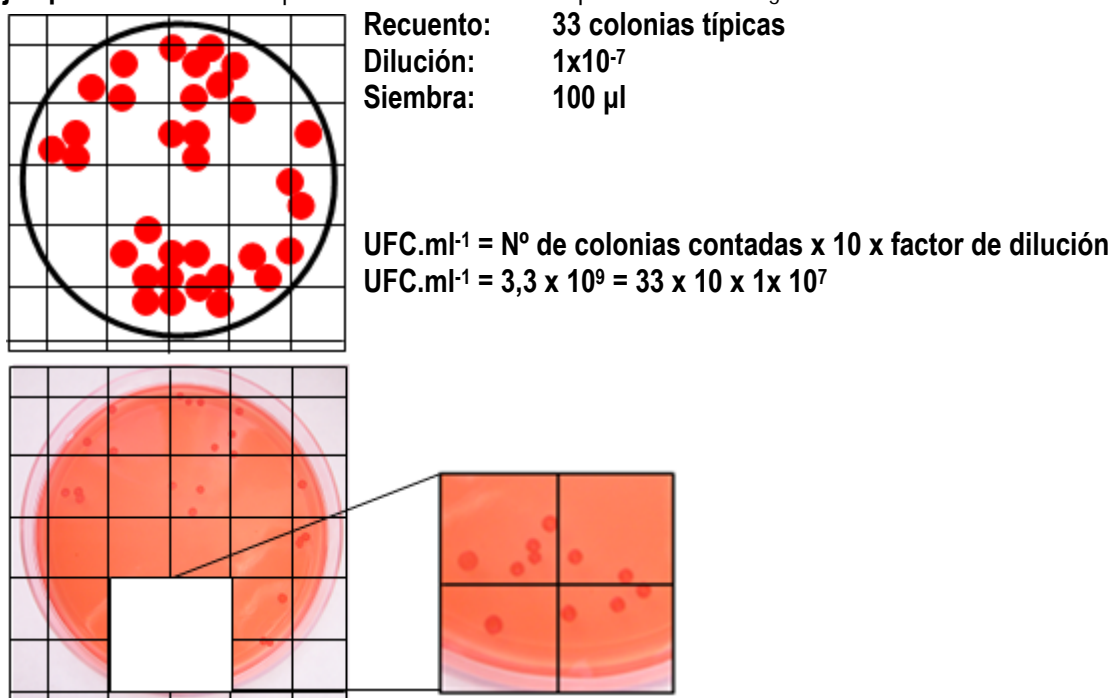 Recuento: 33 colonias típicas
Dilución: 1x10⁻⁷
Siembra: 100 µl
UFC.ml⁻¹ = Nº de colonias contadas x 10 x factor de dilución
UFC.ml⁻¹ = 3,3 x 10⁹ = 33 x 10 x 1x 10⁷